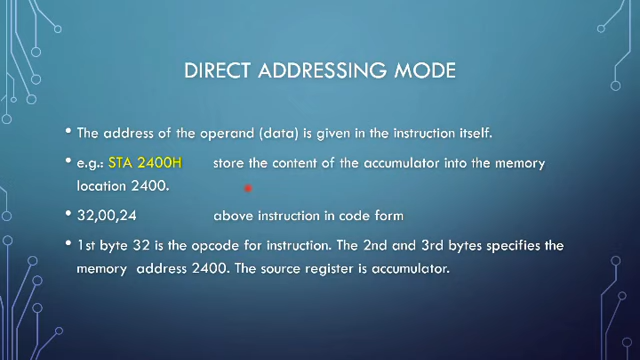 DIRECT ADDRESSING MODE
• The address of the operand (data) is given in the instruction itself.
• e.g.: STA 2400H store the content of the accumulator into the memory
location 2400.
• 32,00,24 above instruction in code form
• 1st byte 32 is the opcode for instruction. The 2nd and 3rd bytes specifies the
memory address 2400. The source register is accumulator.